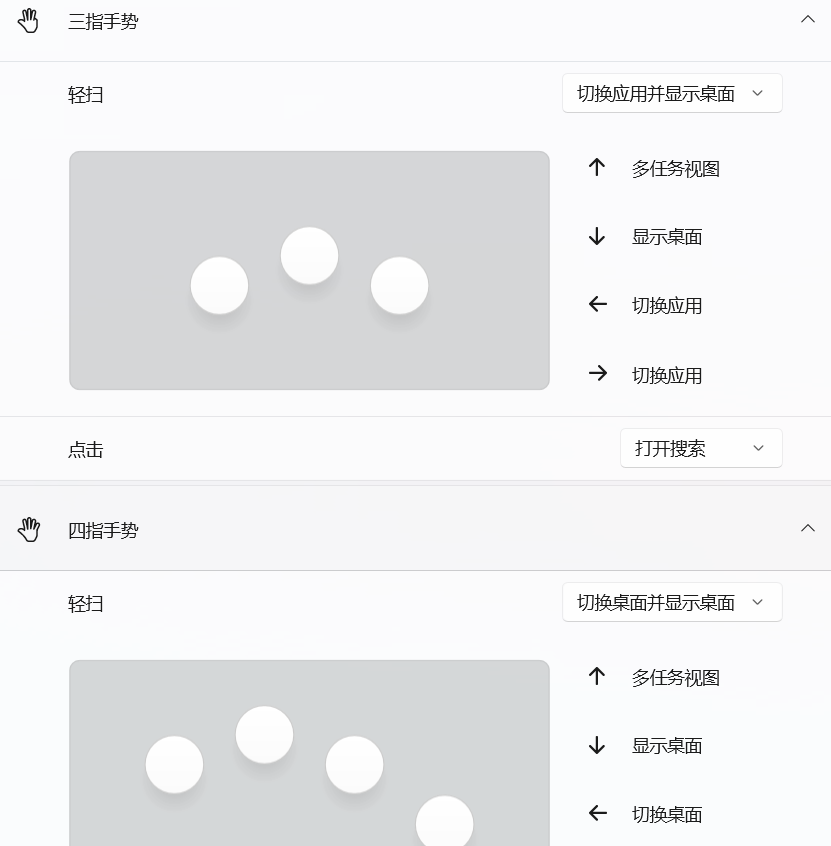 三指手势
轻扫
切换应用并显示桌面
多任务视图
显示桌面
切换应用
切换应用
点击
打开搜索
四指手势
轻扫
切换桌面并显示桌面
多任务视图
显示桌面
切换桌面